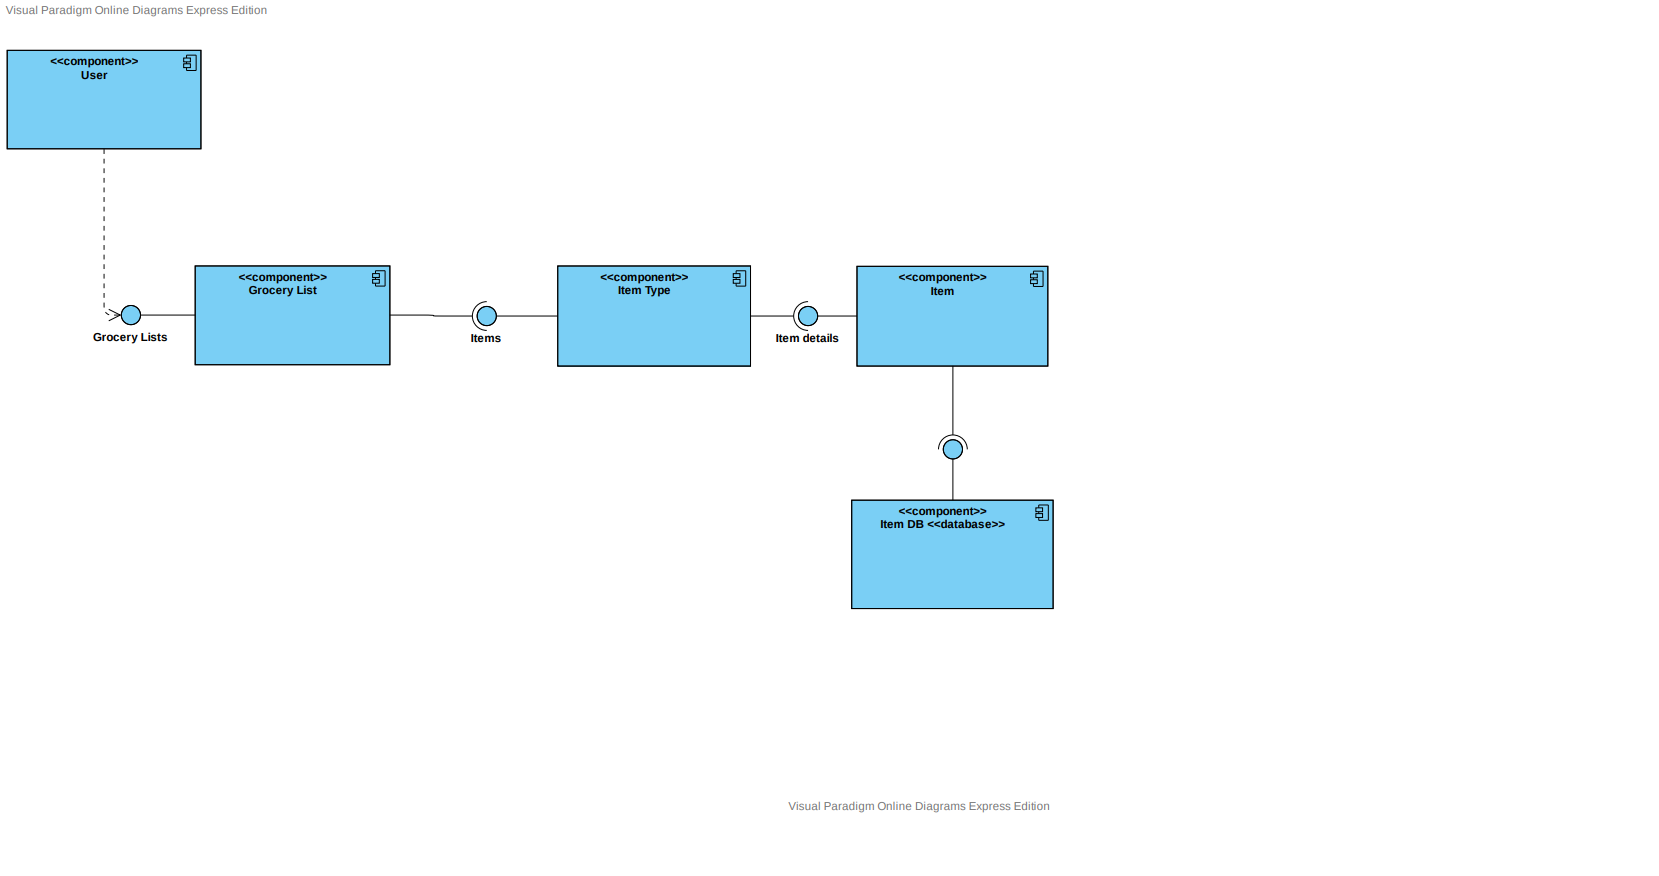 Visual Paradigm Online Diagrams Express Edition
<<component>>
User
<<component>>
Grocery List
<<component>>
Item Type
<<component>>
Item
Grocery Lists
Items
Item details
<<component>>
Item DB <<database>>
Visual Paradigm Online Diagrams Express Edition